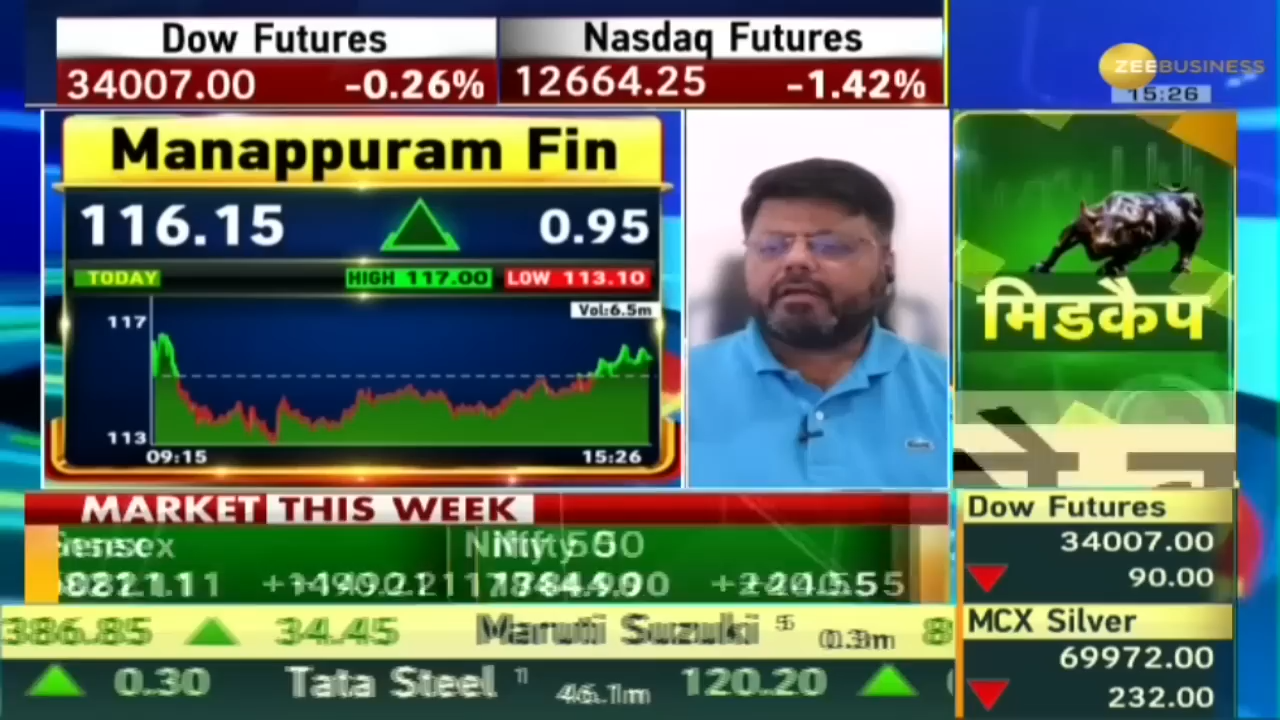 Dow Futures
34007.00 -0.26%
Nasdaq Futures
12664.25 -1.42%
ZEEBUSINESS
15:26
Manappuram Fin
116.15 0.95
TODAY HIGH 117.00 LOW 113.10
Vol:6.5m
117
113
09:15 15:26
मिडकैप
MARKET THIS WEEK
386.85 34.45 Maruti Suzuki
0.30 Tata Steel 46.1m 120.20
Dow Futures
34007.00
90.00
MCX Silver
69972.00
232.00